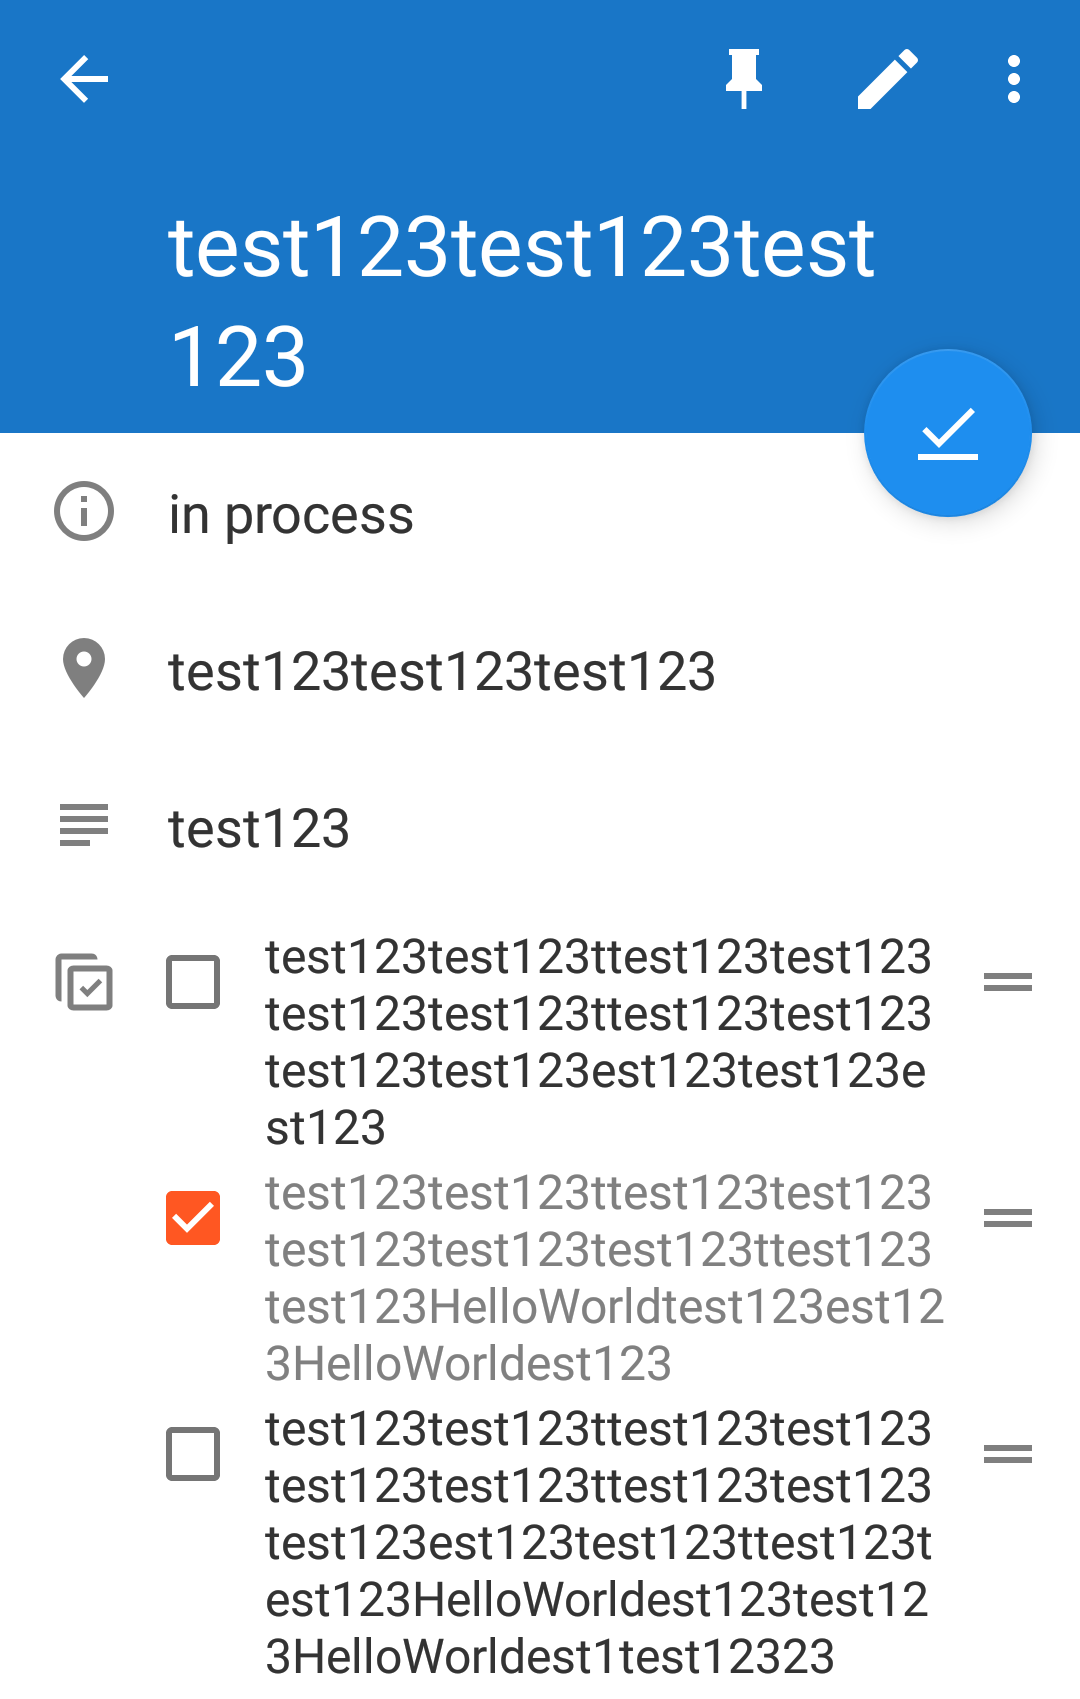 test123test123test
123
in process
test123test123test123
test123
test123test123ttest123test123
test123test123ttest123test123
test123test123est123test123e
st123
test123test123ttest123test123
test123test123test123ttest123
test123HelloWorldtest123est12
3HelloWorldest123
test123test123ttest123test123
test123test123ttest123test123
test123est123test123ttest123t
est123HelloWorldest123test12
3HelloWorldest1test12323